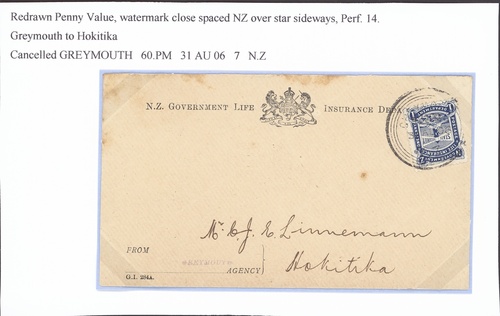 Redrawn Penny Value, watermark close spaced NZ over star sideways, Perf. 14.
Greymouth to Hokitika
Cancelled GREYMOUTH 60.PM 31 AU 06 7 N.Z
N.Z. GOVERNMENT LIFE INSURANCE
Mr. C. J. E. Linnemann
FROM
GREYMOUTH
AGENCY
Hokitika
G.I. 284A.